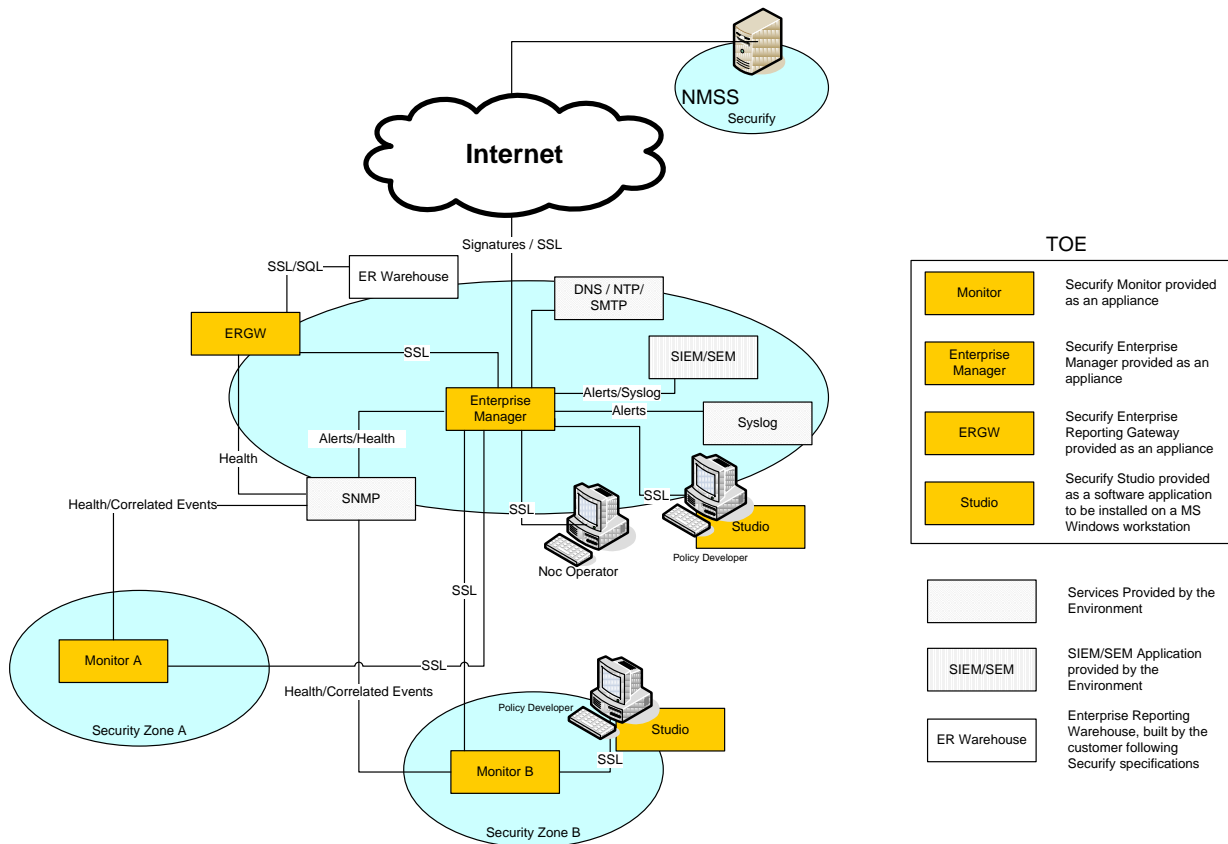 NMSS
Securify
Internet
Signatures / SSL
SSL/SQL
ER Warehouse
DNS / NTP/
SMTP
ERGW
SSL
SIEM/SEM
Alerts/Syslog
Enterprise
Manager
Alerts
Syslog
Alerts/Health
Health
SNMP
Health/Correlated Events
SSL
SSL
Studio
Policy Developer
Noc Operator
SSL
Monitor A
SSL
Security Zone A
Health/Correlated Events
Policy Developer
Studio
SSL
Monitor B
Security Zone B
TOE
Monitor
Securify Monitor provided
as an appliance
Enterprise
Manager
Securify Enterprise
Manager provided as an
appliance
ERGW
Securify Enterprise
Reporting Gateway
provided as an appliance
Studio
Securify Studio provided
as a software application
to be installed on a MS
Windows workstation
Services Provided by the
Environment
SIEM/SEM
SIEM/SEM Application
provided by the
Environment
ER Warehouse
Enterprise Reporting
Warehouse, built by the
customer following
Securify specifications